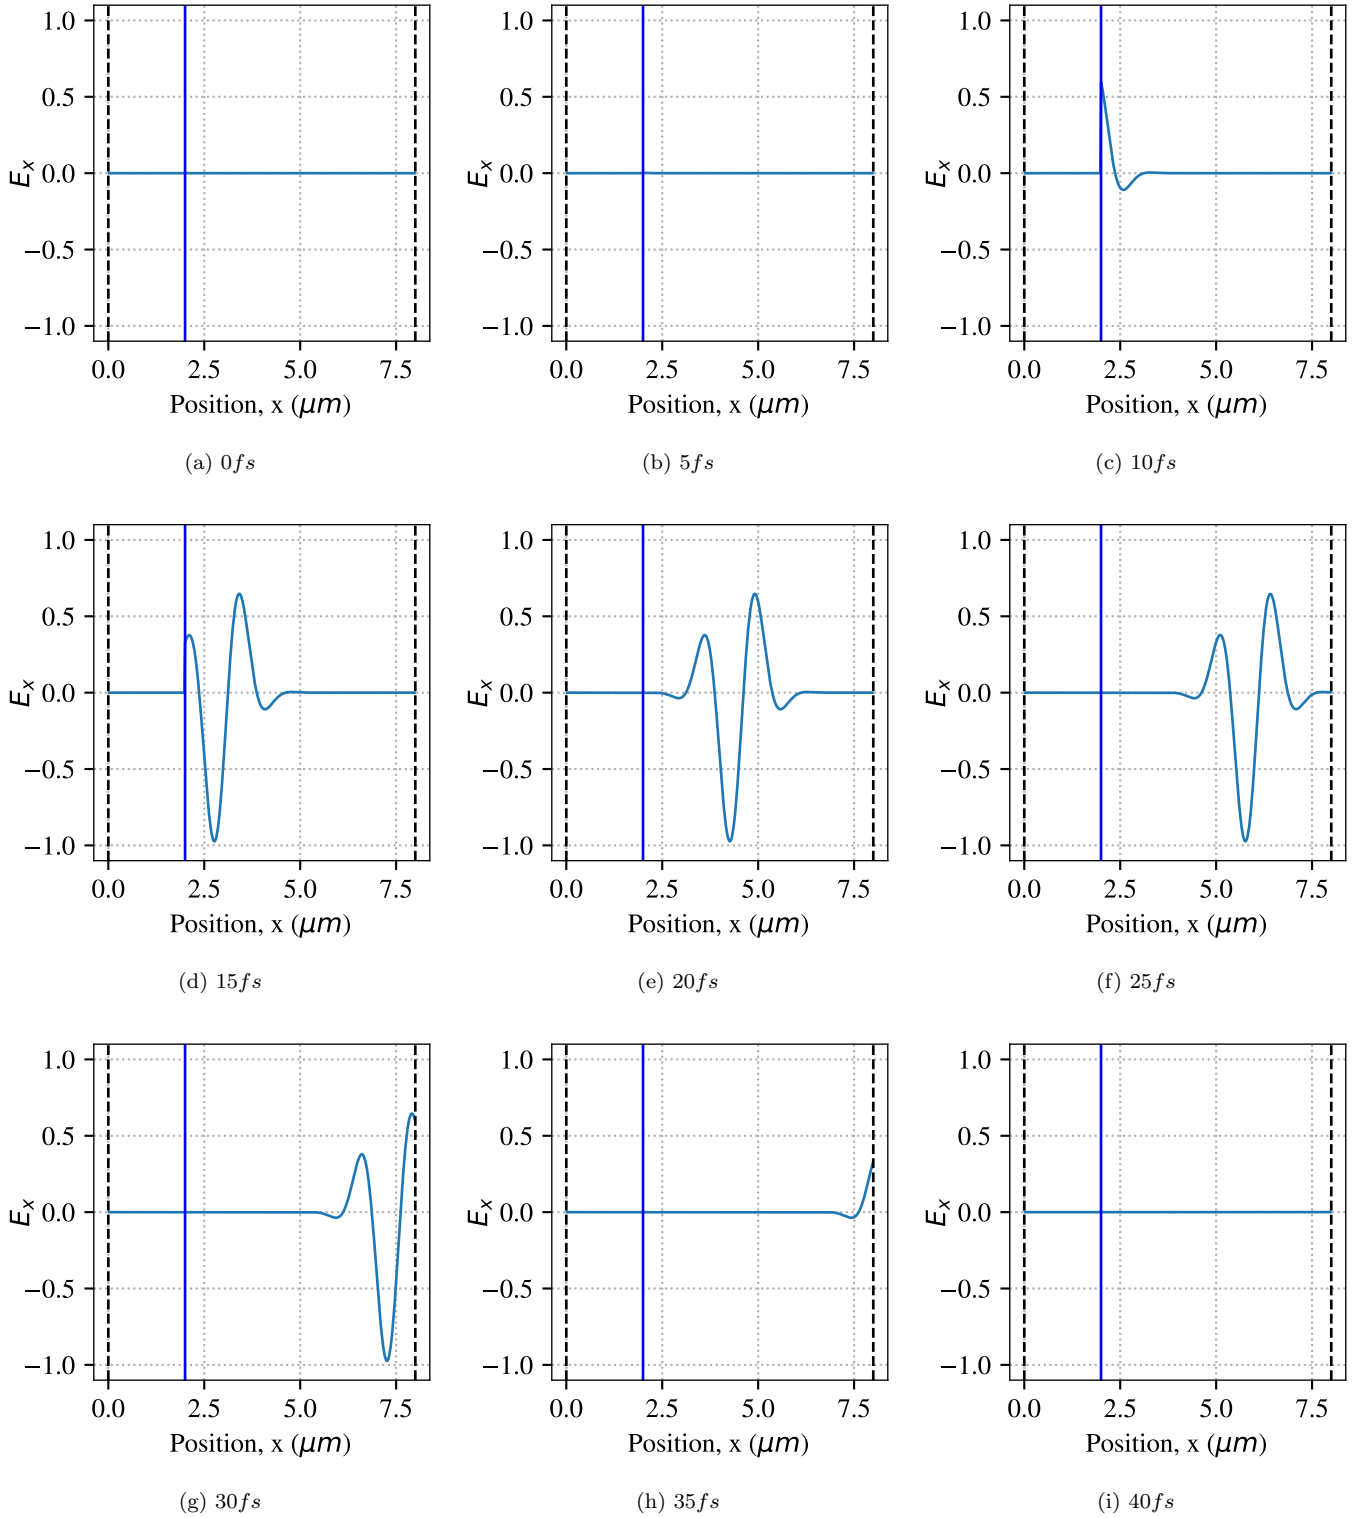 1.0 1.0 1.0
0.5 0.5 0.5
E_x 0.0 E_x 0.0 E_x 0.0
−0.5 −0.5 −0.5
−1.0 −1.0 −1.0
0.0 2.5 5.0 7.5 0.0 2.5 5.0 7.5 0.0 2.5 5.0 7.5
Position, x (μm) Position, x (μm) Position, x (μm)
(a) 0fs (b) 5fs (c) 10fs
1.0 1.0 1.0
0.5 0.5 0.5
E_x 0.0 E_x 0.0 E_x 0.0
−0.5 −0.5 −0.5
−1.0 −1.0 −1.0
0.0 2.5 5.0 7.5 0.0 2.5 5.0 7.5 0.0 2.5 5.0 7.5
Position, x (μm) Position, x (μm) Position, x (μm)
(d) 15fs (e) 20fs (f) 25fs
1.0 1.0 1.0
0.5 0.5 0.5
E_x 0.0 E_x 0.0 E_x 0.0
−0.5 −0.5 −0.5
−1.0 −1.0 −1.0
0.0 2.5 5.0 7.5 0.0 2.5 5.0 7.5 0.0 2.5 5.0 7.5
Position, x (μm) Position, x (μm) Position, x (μm)
(g) 30fs (h) 35fs (i) 40fs